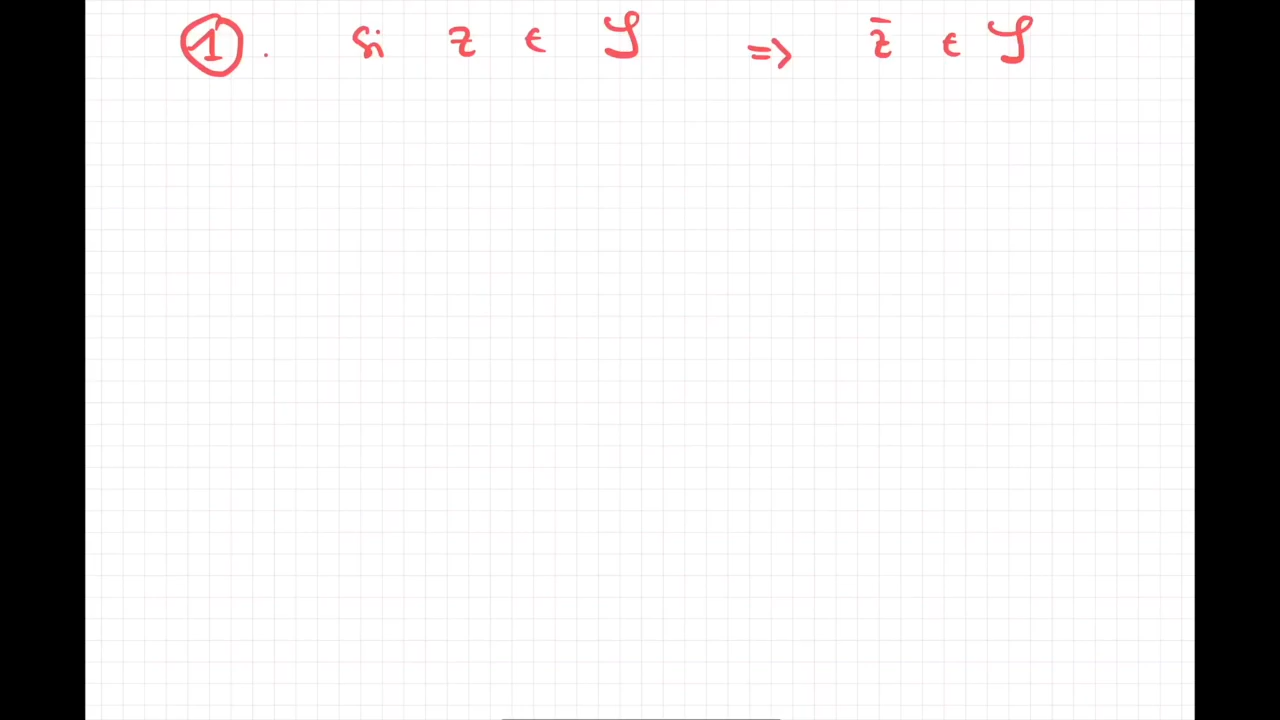 ① . si z ∈ 𝒮 => z̄ ∈ 𝒮